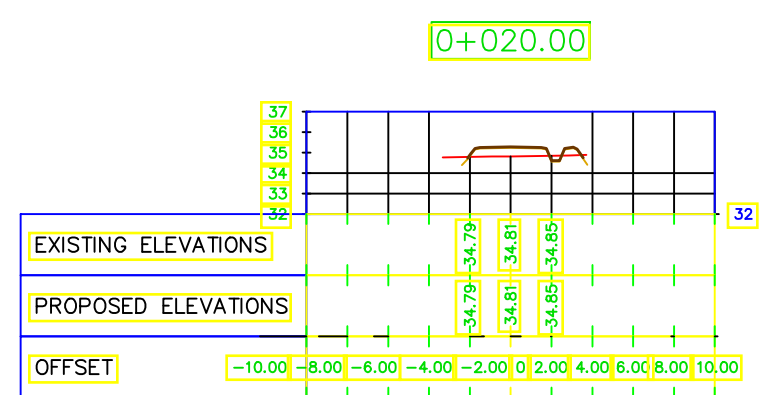 0+020.00
37
36
35
34
33
32 32
EXISTING ELEVATIONS 34.79 34.81 34.85
PROPOSED ELEVATIONS 34.79 34.81 34.85
OFFSET -10.00 -8.00 -6.00 -4.00 -2.00 0 2.00 4.00 6.00 8.00 10.00